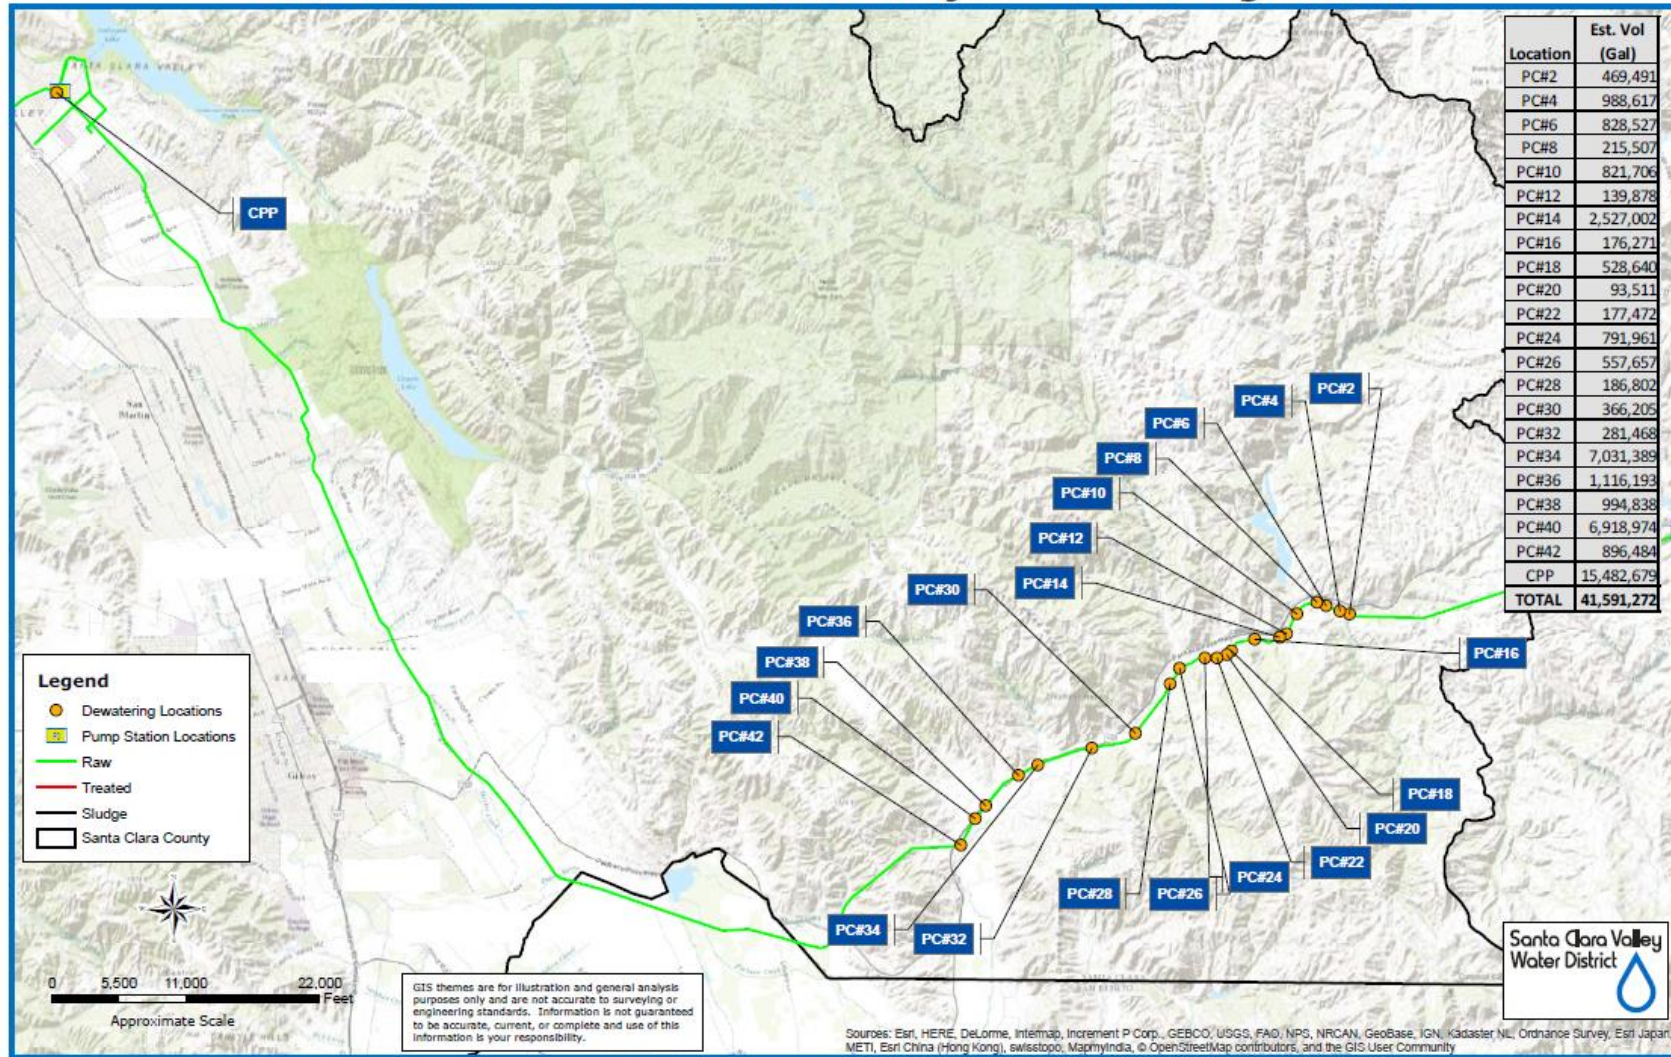 Location Est. Vol (Gal)
PC#2 469,491
PC#4 988,617
PC#6 828,527
PC#8 215,507
PC#10 821,706
PC#12 139,878
PC#14 2,527,002
PC#16 176,271
PC#18 528,640
PC#20 93,511
PC#22 177,472
PC#24 791,961
PC#26 557,657
PC#28 186,802
PC#30 366,205
PC#32 281,468
PC#34 7,031,389
PC#36 1,116,193
PC#38 994,838
PC#40 6,918,974
PC#42 896,484
CPP 15,482,679
TOTAL 41,591,272
CPP
PC#2
PC#4
PC#6
PC#8
PC#10
PC#12
PC#14
PC#30
PC#36
PC#16
PC#38
PC#40
PC#42
PC#18
PC#20
PC#22
PC#24
PC#28
PC#26
PC#34
PC#32
San Martin
Gilroy
Legend
Dewatering Locations
Pump Station Locations
Raw
Treated
Sludge
Santa Clara County
0 5,500 11,000 22,000
Feet
Approximate Scale
GIS themes are for illustration and general analysis
purposes only and are not accurate to surveying or
engineering standards. Information is not guaranteed
to be accurate, current, or complete and use of this
information is your responsibility.
Santa Clara Valley
Water District
Sources: Esri, HERE, DeLorme, Intermap, Increment P Corp., GEBCO, USGS, FAO, NPS, NRCAN, GeoBase, IGN, Kadaster NL, Ordnance Survey, Esri Japan,
METI, Esri China (Hong Kong), swisstopo, MapmyIndia, © OpenStreetMap contributors, and the GIS User Community